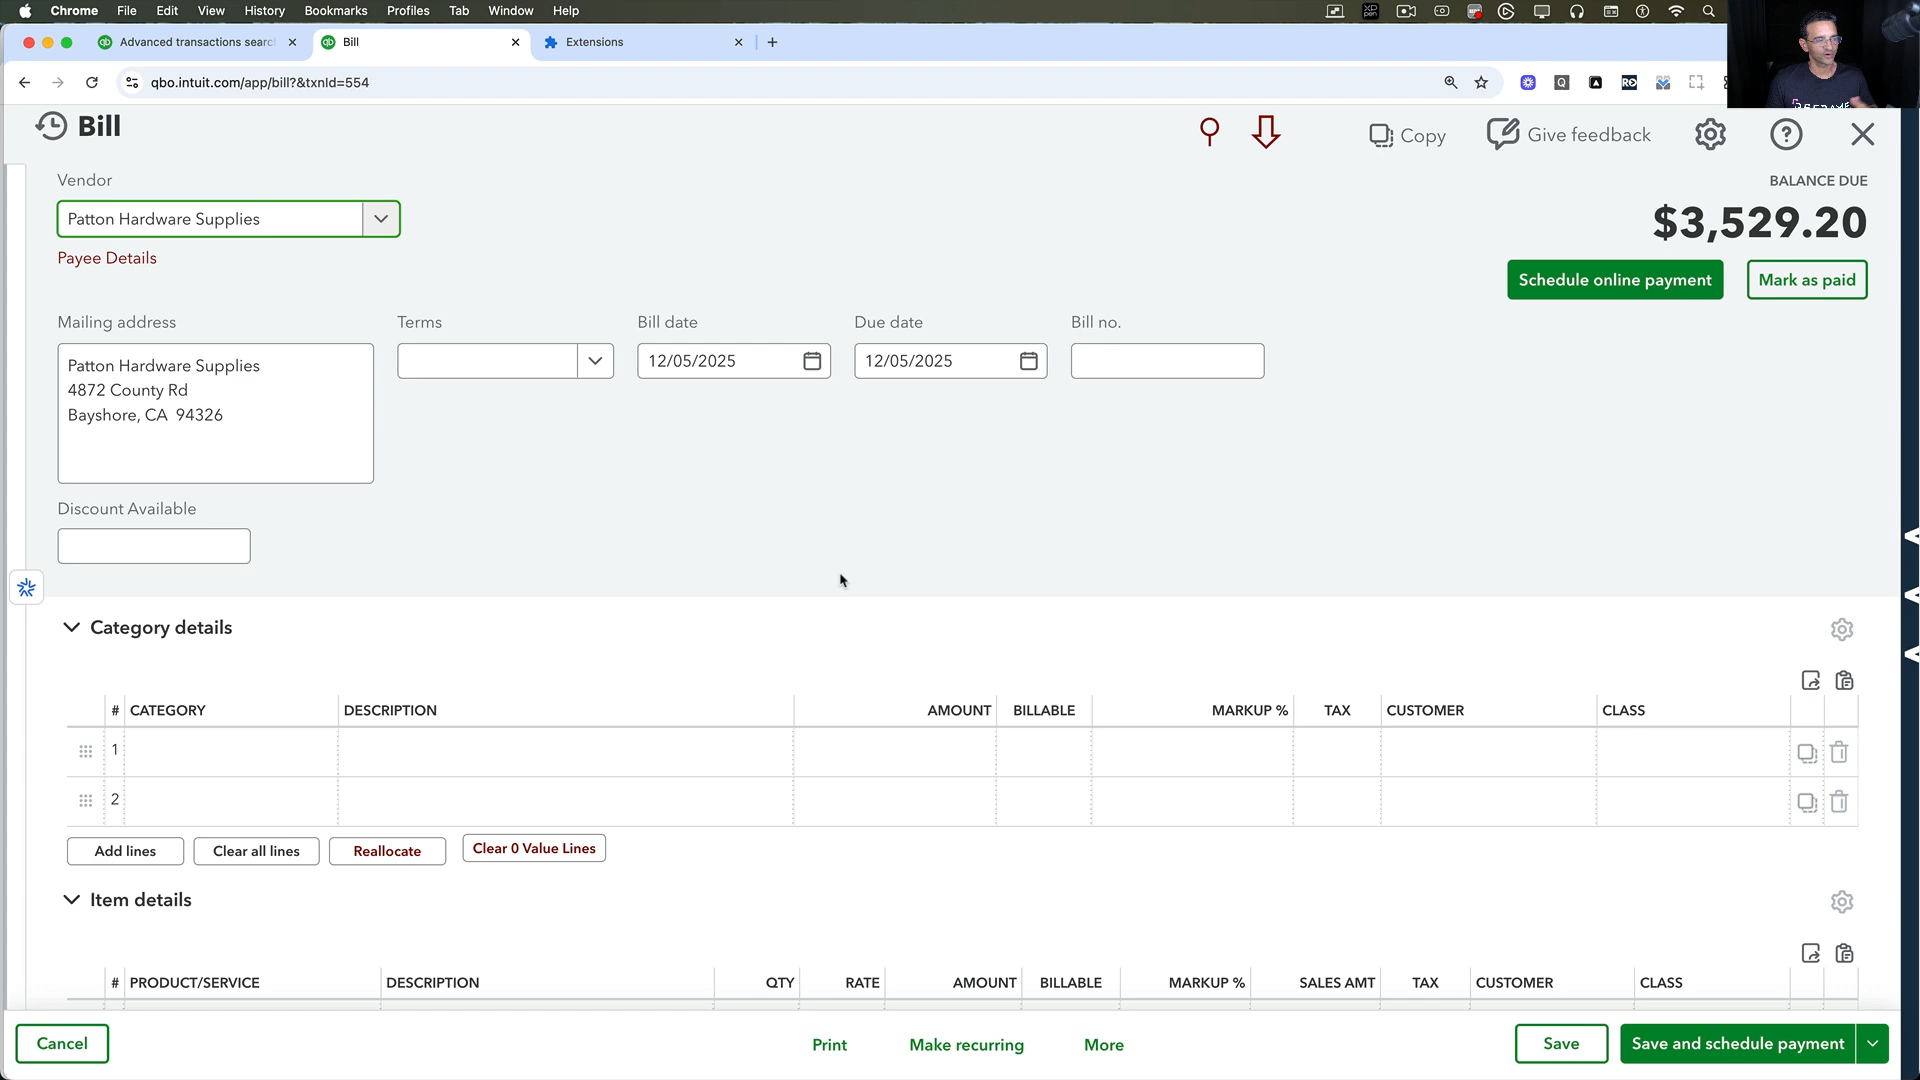 Chrome File Edit View History Bookmarks Profiles Tab Window Help
Advanced transactions searc
Bill
Extensions
qbo.intuit.com/app/bill?&txnId=554
Bill
Copy
Give feedback
Vendor
BALANCE DUE
Patton Hardware Supplies
$3,529.20
Payee Details
Schedule online payment
Mark as paid
Mailing address
Terms
Bill date
Due date
Bill no.
Patton Hardware Supplies
4872 County Rd
Bayshore, CA 94326
12/05/2025
12/05/2025
Discount Available
Category details
# CATEGORY DESCRIPTION AMOUNT BILLABLE MARKUP % TAX CUSTOMER CLASS
1
2
Add lines
Clear all lines
Reallocate
Clear 0 Value Lines
Item details
# PRODUCT/SERVICE DESCRIPTION QTY RATE AMOUNT BILLABLE MARKUP % SALES AMT TAX CUSTOMER CLASS
Cancel
Print
Make recurring
More
Save
Save and schedule payment